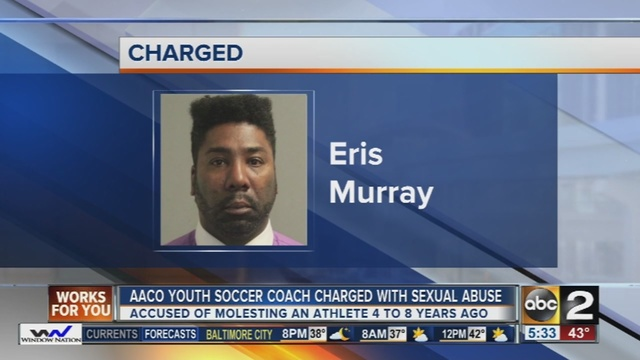 CHARGED
Eris
Murray
WORKS
FOR YOU
AACO YOUTH SOCCER COACH CHARGED WITH SEXUAL ABUSE
ACCUSED OF MOLESTING AN ATHLETE 4 TO 8 YEARS AGO
abc 2
WINDOW NATION
CURRENTS FORECASTS BALTIMORE CITY 8PM 38° 8AM 37° 12PM 42° 5:33 43°